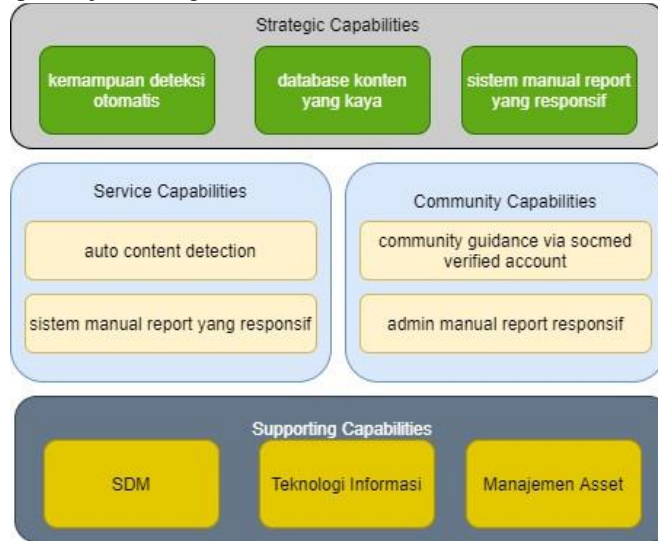 Strategic Capabilities
kemampuan deteksi
otomatis
database konten
yang kaya
sistem manual report
yang responsif
Service Capabilities
auto content detection
sistem manual report yang responsif
Community Capabilities
community guidance via socmed
verified account
admin manual report responsif
Supporting Capabilities
SDM
Teknologi Informasi
Manajemen Asset